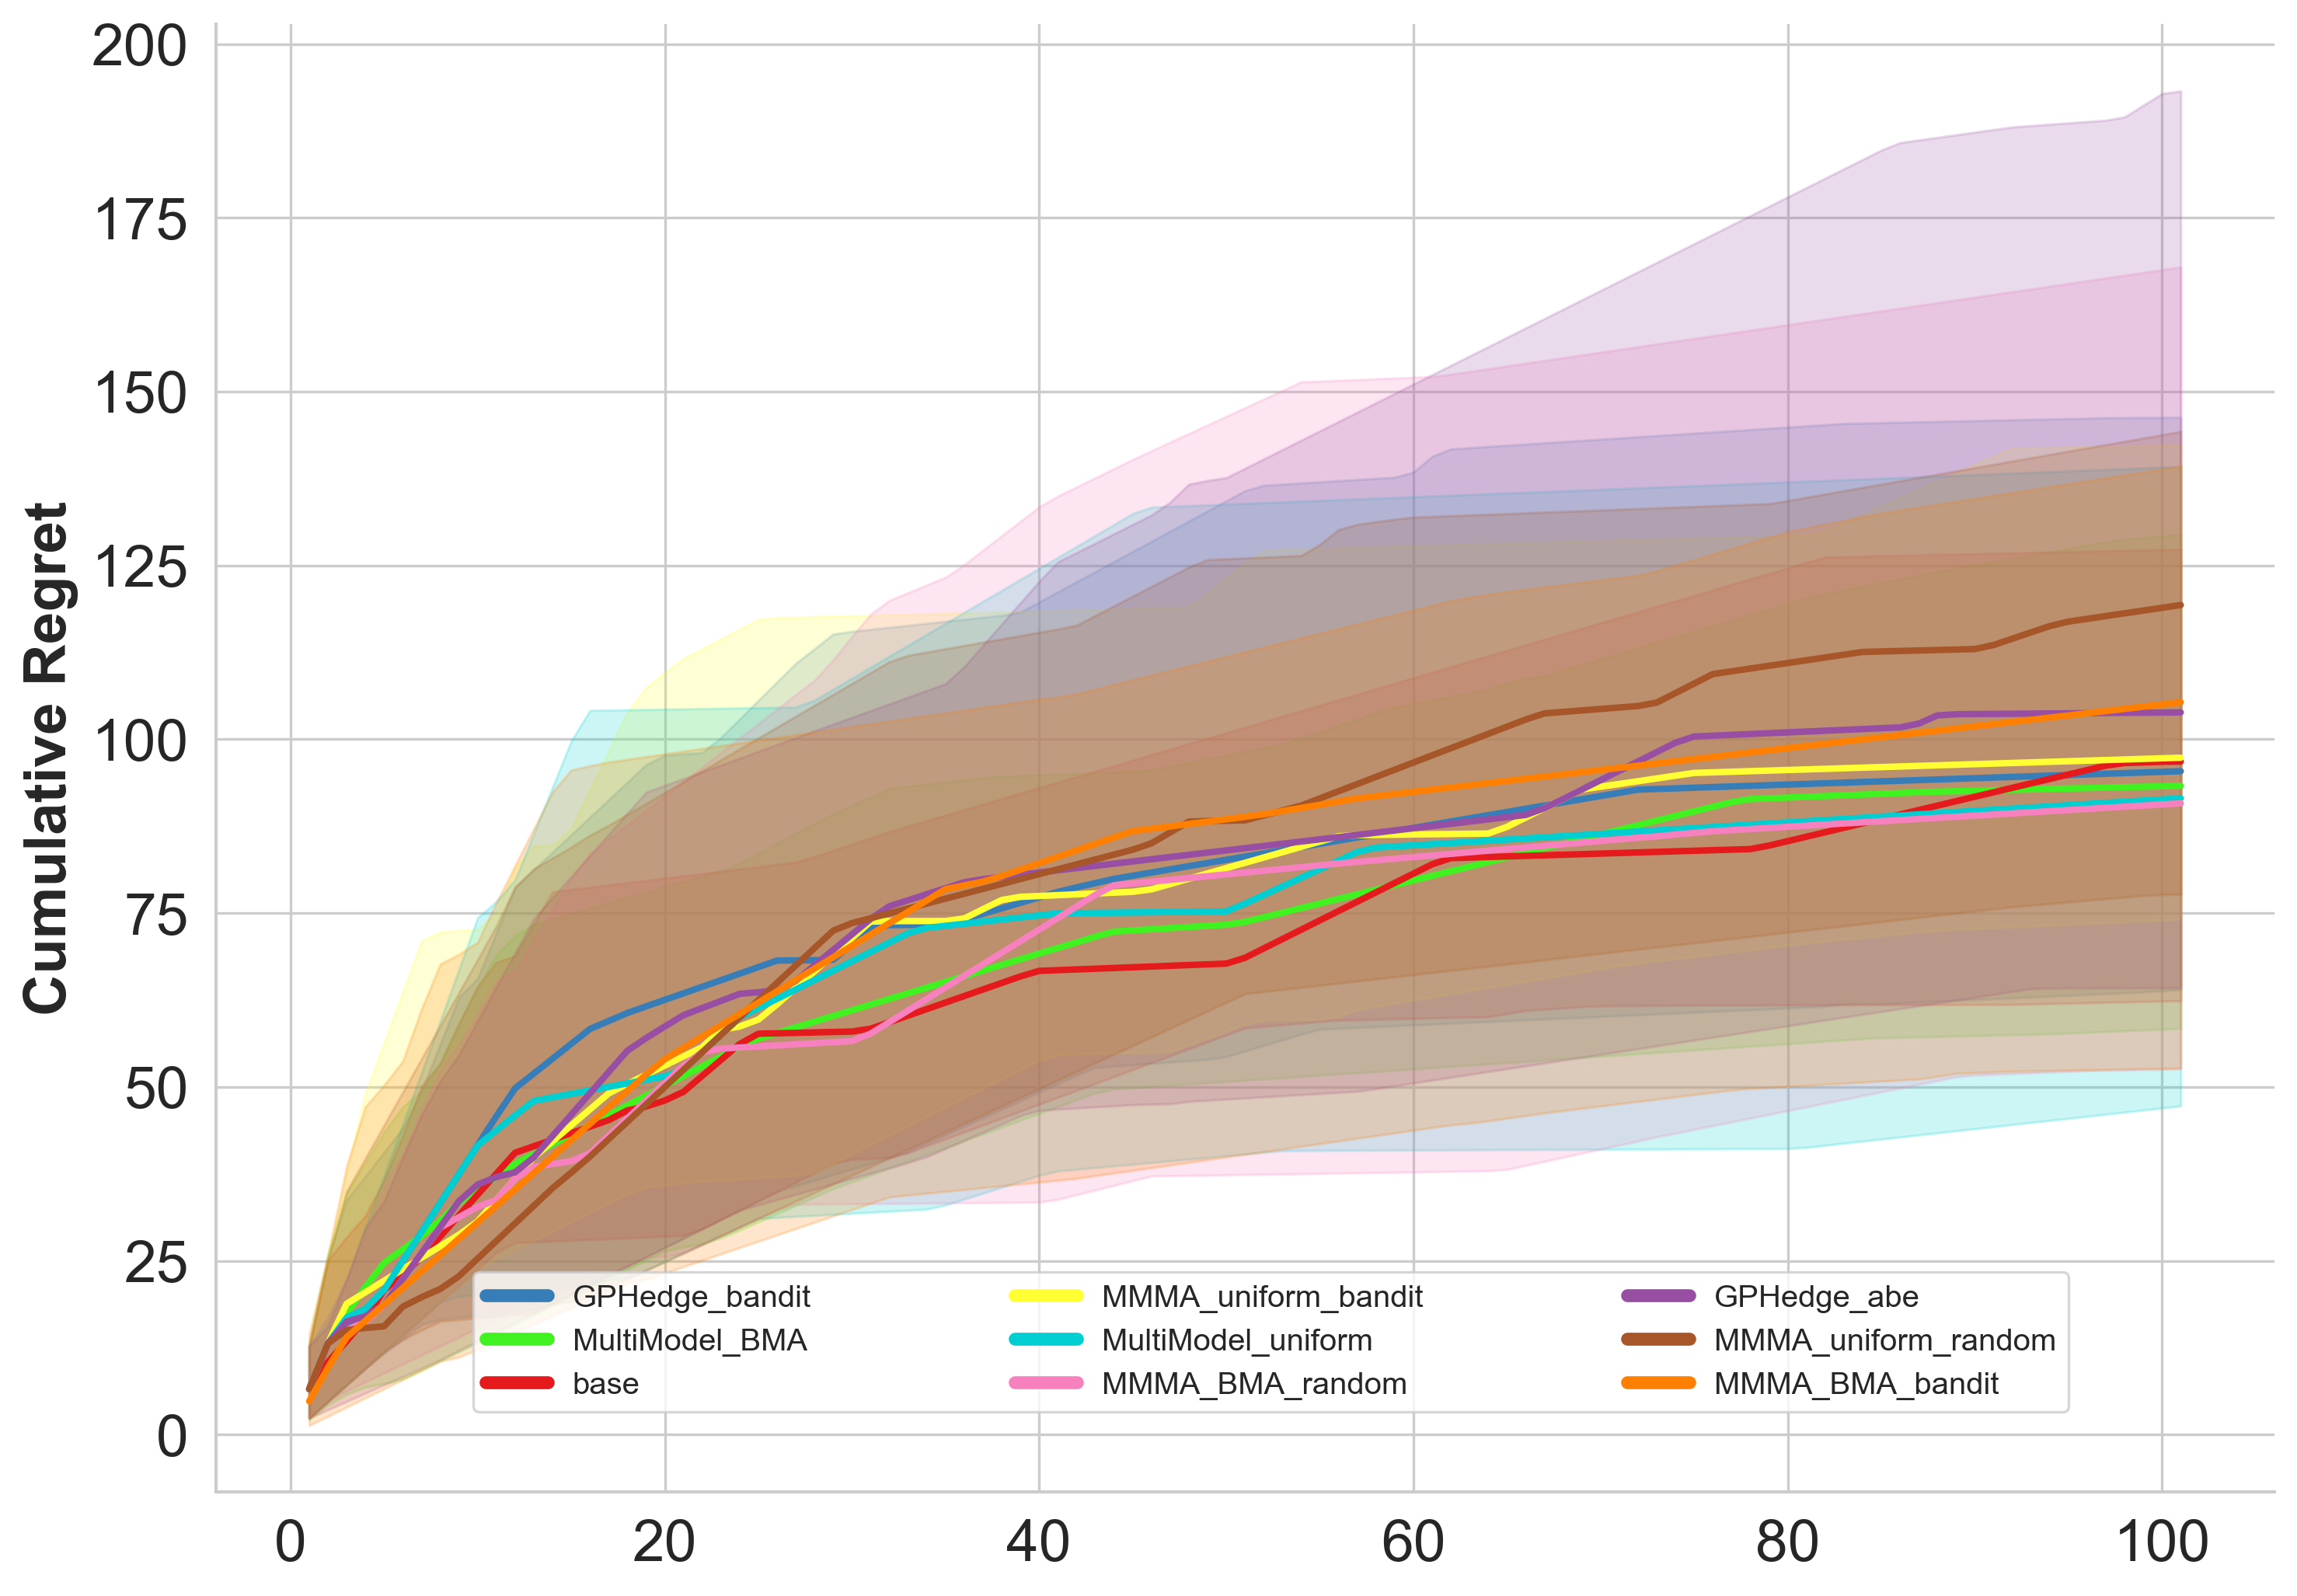 200
175
150
125
100
75
50
25
0
Cumulative Regret
GPHedge_bandit
MultiModel_BMA
base
MMMA_uniform_bandit
MultiModel_uniform
MMMA_BMA_random
GPHedge_abe
MMMA_uniform_random
MMMA_BMA_bandit
0 20 40 60 80 100